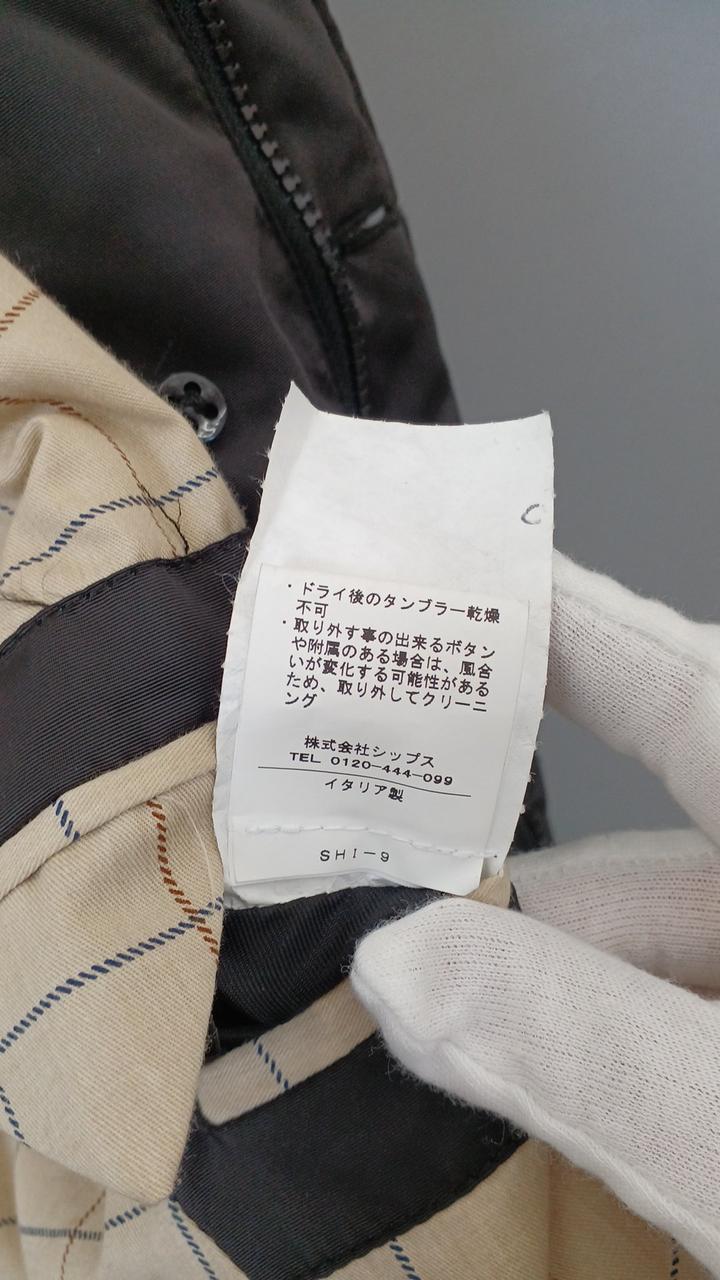 ・ドライ後のタンブラー乾燥
不可
・取り外す事の出来るボタン
や附属のある場合は、風合
いが変化する可能性がある
ため、取り外してクリーニ
ング
株式会社シップス
TEL 0120-444-099
イタリア製
SHI-9
C